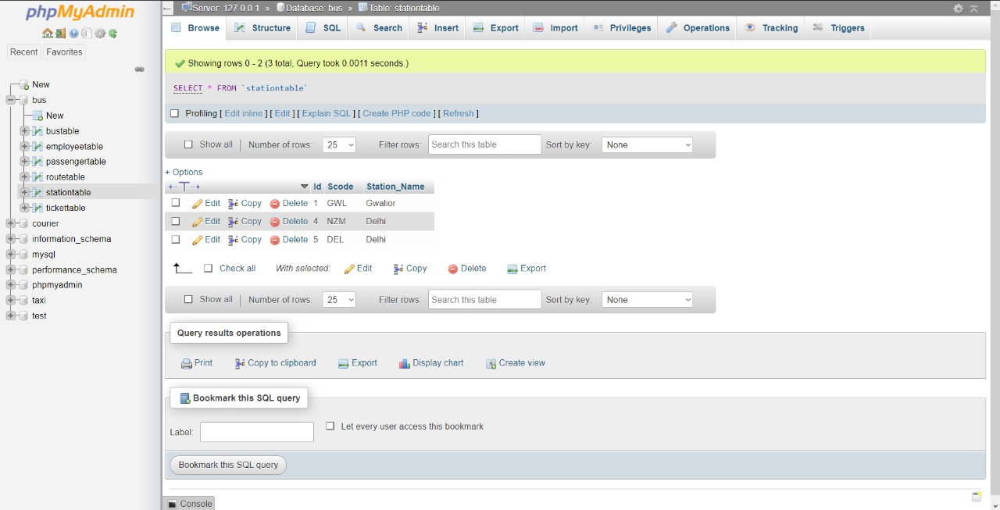 phpMyAdmin
Recent Favorites
New
bus
New
bustable
employeetable
passengertable
routetable
stationtable
tickettable
courier
information_schema
mysql
performance_schema
phpmyadmin
taxi
test
Server: 127.0.0.1 » Database: bus » Table: stationtable
Browse Structure SQL Search Insert Export Import Privileges Operations Tracking Triggers
Showing rows 0 - 2 (3 total, Query took 0.0011 seconds.)
SELECT * FROM `stationtable`
Profiling [ Edit inline ] [ Edit ] [ Explain SQL ] [ Create PHP code ] [ Refresh ]
Show all | Number of rows: 25 Filter rows: Search this table Sort by key: None
+ Options
←T→ Id Scode Station_Name
Edit Copy Delete 1 GWL Gwalior
Edit Copy Delete 4 NZM Delhi
Edit Copy Delete 5 DEL Delhi
Check all With selected: Edit Copy Delete Export
Show all | Number of rows: 25 Filter rows: Search this table Sort by key: None
Query results operations
Print Copy to clipboard Export Display chart Create view
Bookmark this SQL query
Label: Let every user access this bookmark
Bookmark this SQL query
Console